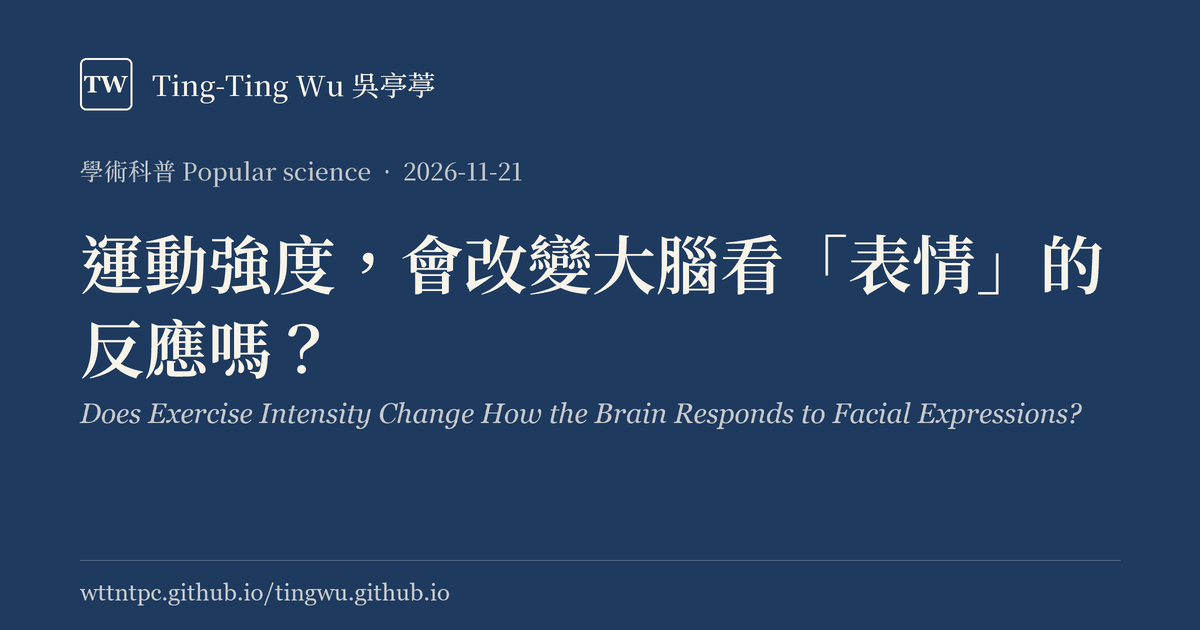 TW
Ting-Ting Wu 吳亭葶
學術科普 Popular science · 2026-11-21
運動強度，會改變大腦看「表情」的
反應嗎？
Does Exercise Intensity Change How the Brain Responds to Facial Expressions?
wttntpc.github.io/tingwu.github.io